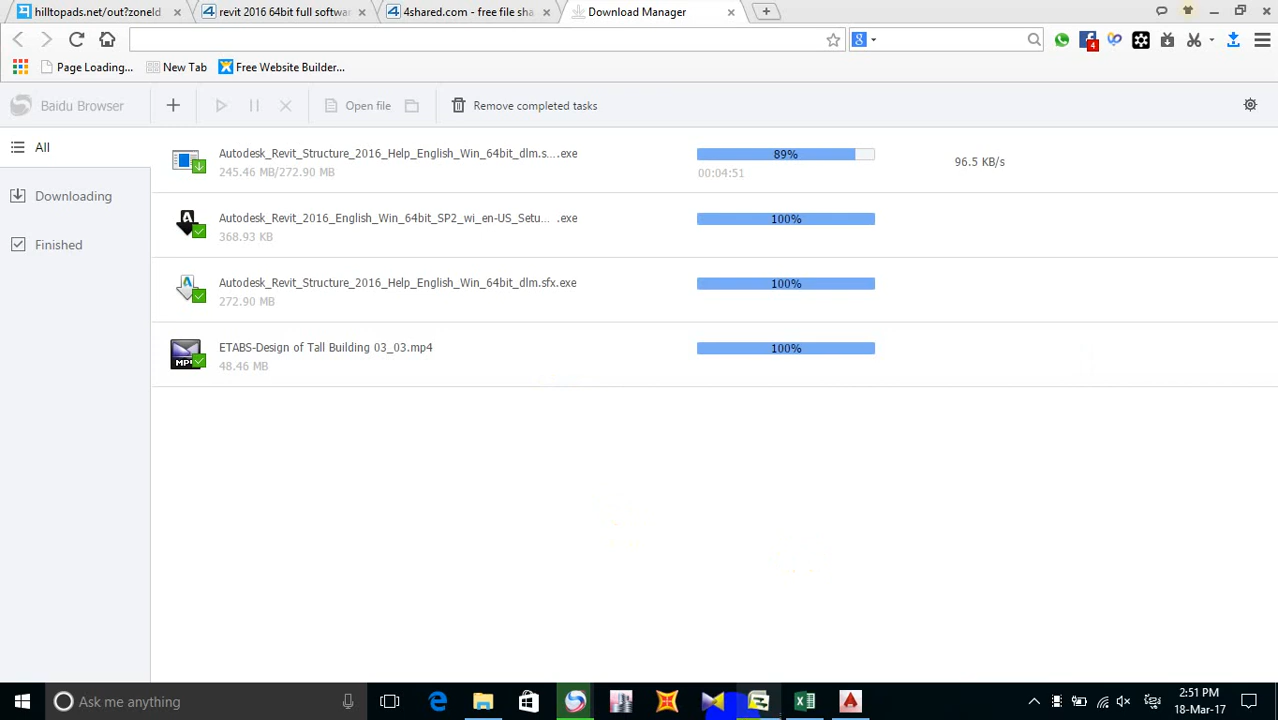 hilltopads.net/out?zoneId
revit 2016 64bit full softwa
4shared.com - free file sha
Download Manager
4
Page Loading...
New Tab
Free Website Builder...
Baidu Browser
Open file
Remove completed tasks
All
Downloading
Finished
Autodesk_Revit_Structure_2016_Help_English_Win_64bit_dlm.s... .exe
89%
96.5 KB/s
245.46 MB/272.90 MB
00:04:51
Autodesk_Revit_2016_English_Win_64bit_SP2_wi_en-US_Setu... .exe
100%
368.93 KB
Autodesk_Revit_Structure_2016_Help_English_Win_64bit_dlm.sfx.exe
100%
272.90 MB
ETABS-Design of Tall Building 03_03.mp4
100%
48.46 MB
Ask me anything
2:51 PM
18-Mar-17